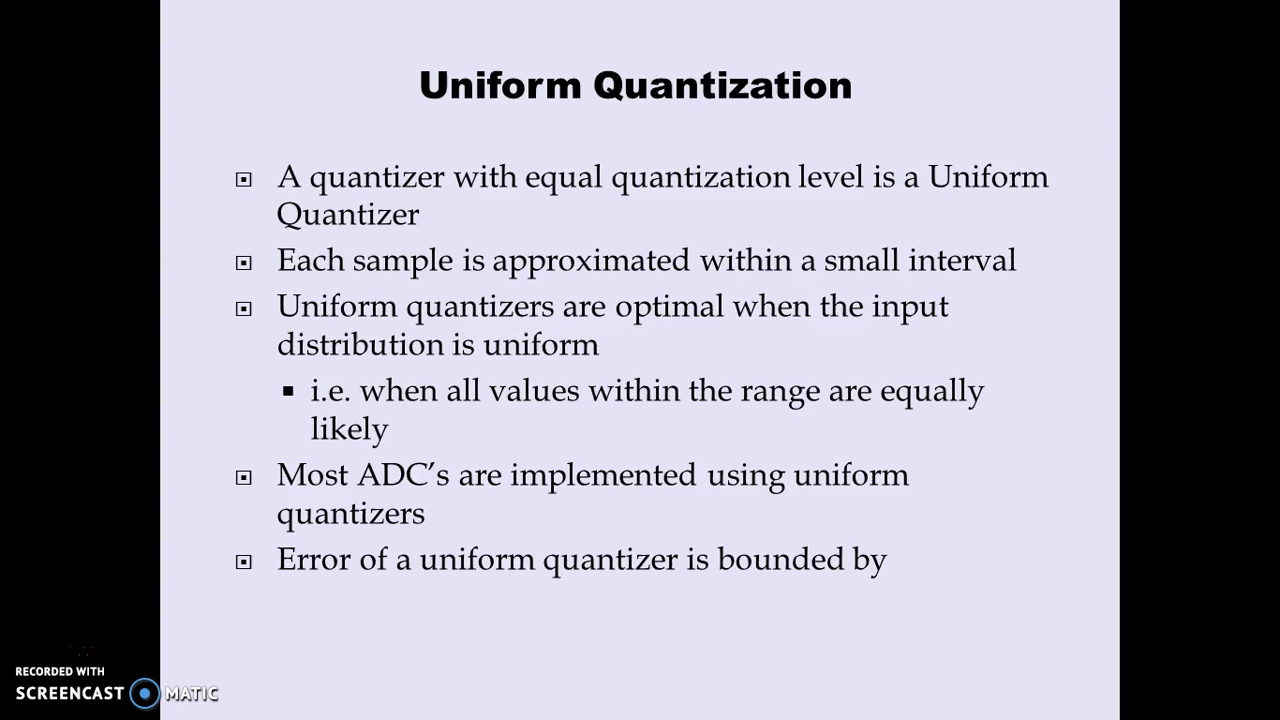 Uniform Quantization
A quantizer with equal quantization level is a Uniform
Quantizer
Each sample is approximated within a small interval
Uniform quantizers are optimal when the input
distribution is uniform
i.e. when all values within the range are equally
likely
Most ADC’s are implemented using uniform
quantizers
Error of a uniform quantizer is bounded by
RECORDED WITH
SCREENCAST MATIC